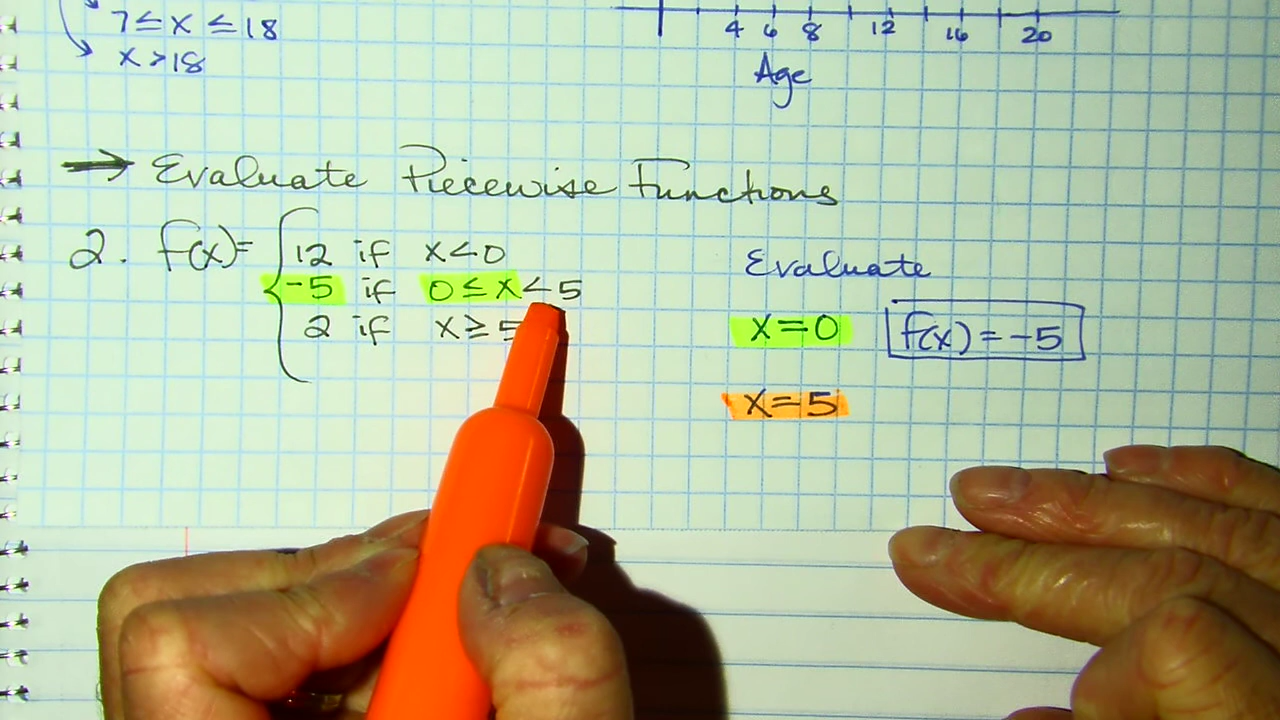 7 ≤ x ≤ 18
x > 18
4 6 8 12 16 20
Age
→ Evaluate Piecewise Functions
2. f(x) = { 12 if x < 0
-5 if 0 ≤ x < 5
2 if x ≥ 5
Evaluate
x = 0 f(x) = -5
x = 5